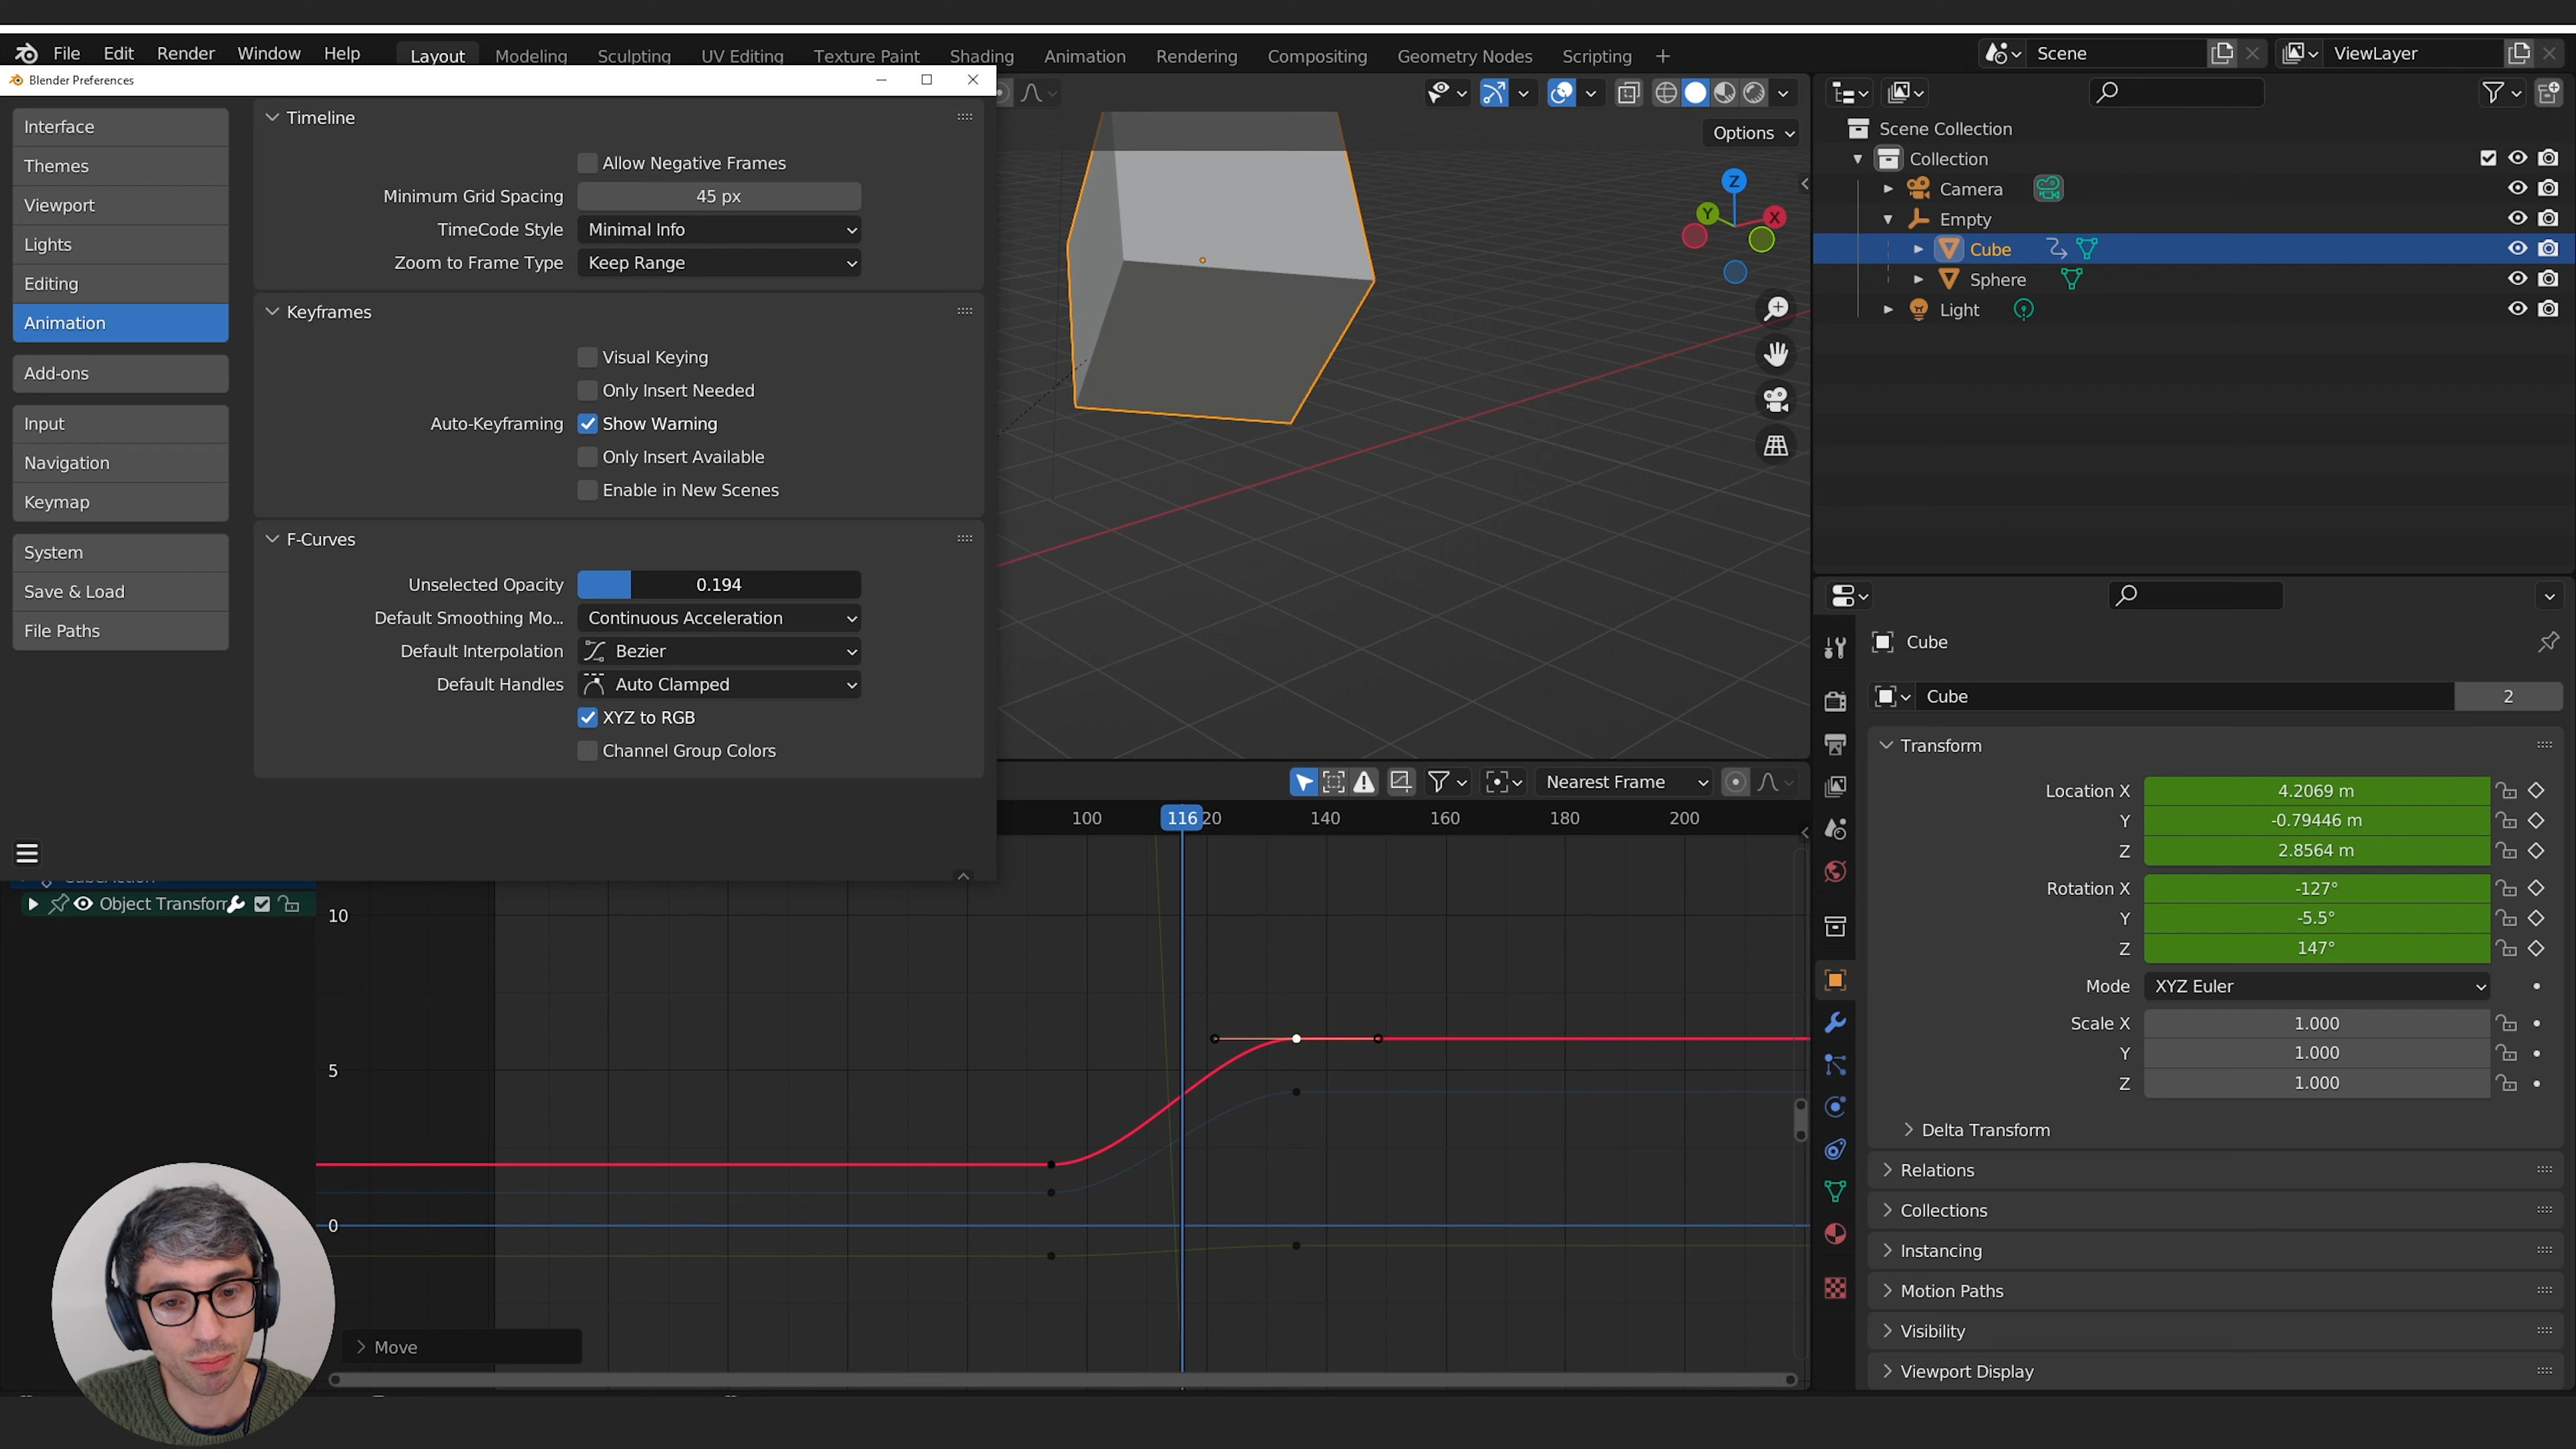 File Edit Render Window Help Layout Modeling Sculpting UV Editing Texture Paint Shading Animation Rendering Compositing Geometry Nodes Scripting + Scene ViewLayer
Blender Preferences
Interface
Themes
Viewport
Lights
Editing
Animation
Add-ons
Input
Navigation
Keymap
System
Save & Load
File Paths
Timeline
Allow Negative Frames
Minimum Grid Spacing 45 px
TimeCode Style Minimal Info
Zoom to Frame Type Keep Range
Keyframes
Visual Keying
Only Insert Needed
Auto-Keyframing Show Warning
Only Insert Available
Enable in New Scenes
F-Curves
Unselected Opacity 0.194
Default Smoothing Mo... Continuous Acceleration
Default Interpolation Bezier
Default Handles Auto Clamped
XYZ to RGB
Channel Group Colors
Options
Z
Y
X
Scene Collection
Collection
Camera
Empty
Cube
Sphere
Light
Cube
Cube 2
Transform
Location X 4.2069 m
Y -0.79446 m
Z 2.8564 m
Rotation X -127°
Y -5.5°
Z 147°
Mode XYZ Euler
Scale X 1.000
Y 1.000
Z 1.000
Delta Transform
Relations
Collections
Instancing
Motion Paths
Visibility
Viewport Display
Nearest Frame
100 116 20 140 160 180 200
Object Transforr
10
5
0
Move